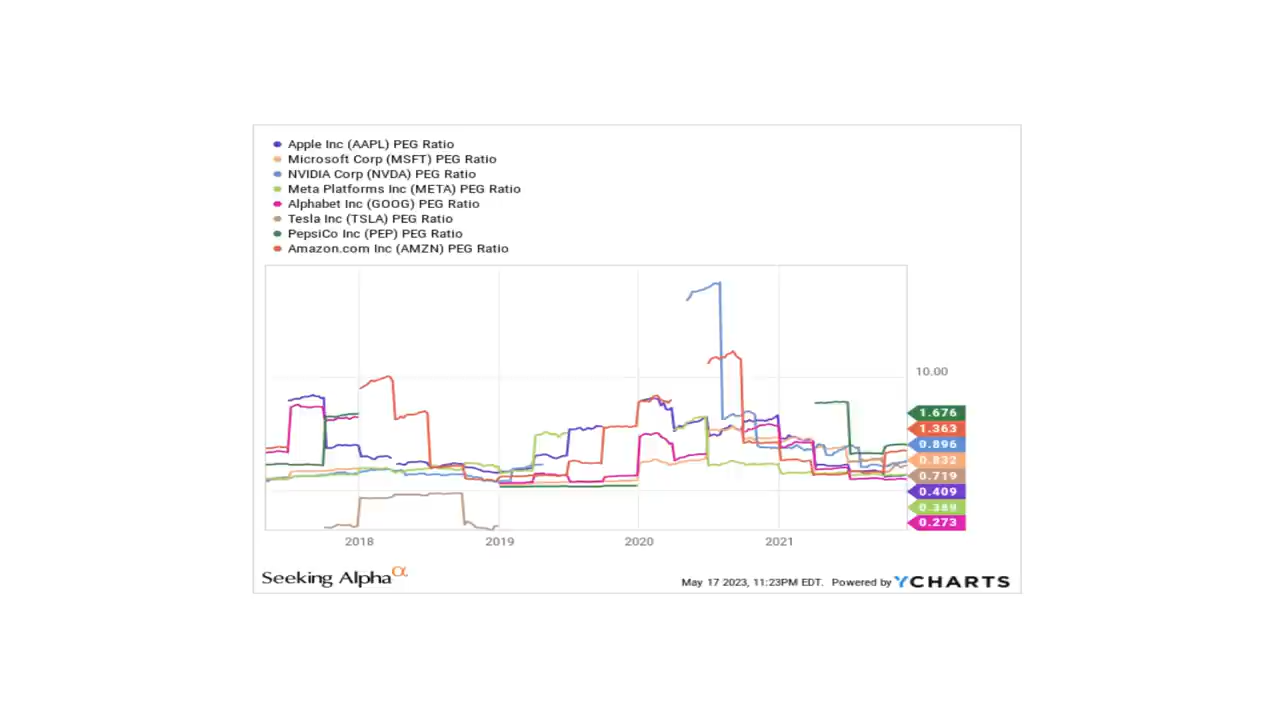 Apple Inc (AAPL) PEG Ratio
Microsoft Corp (MSFT) PEG Ratio
NVIDIA Corp (NVDA) PEG Ratio
Meta Platforms Inc (META) PEG Ratio
Alphabet Inc (GOOG) PEG Ratio
Tesla Inc (TSLA) PEG Ratio
PepsiCo Inc (PEP) PEG Ratio
Amazon.com Inc (AMZN) PEG Ratio
10.00
1.676
1.363
0.896
0.832
0.719
0.409
0.389
0.273
2018 2019 2020 2021
Seeking Alpha α
May 17 2023, 11:23PM EDT. Powered by YCHARTS